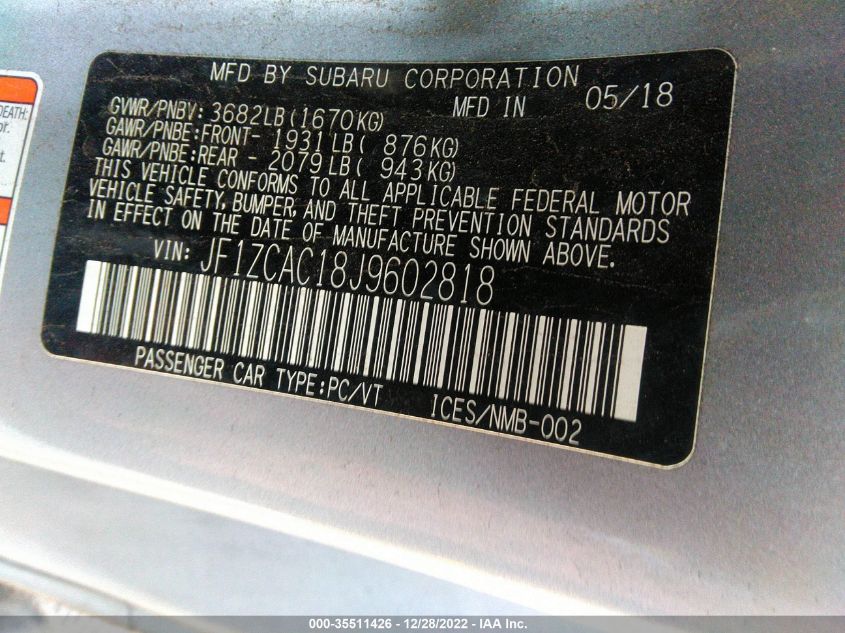 MFD BY SUBARU CORPORATION
MFD IN 05/18
GVWR/PNBV: 3682LB(1670KG)
GAWR/PNBE:FRONT- 1931LB( 876KG)
GAWR/PNBE:REAR - 2079LB( 943KG)
THIS VEHICLE CONFORMS TO ALL APPLICABLE FEDERAL MOTOR
VEHICLE SAFETY, BUMPER, AND THEFT PREVENTION STANDARDS
IN EFFECT ON THE DATE OF MANUFACTURE SHOWN ABOVE.
VIN: JF1ZCAC18J9602818
PASSENGER CAR TYPE:PC/VT ICES/NMB-002
DEATH:
or.
t.
000-35511426 - 12/28/2022 - IAA Inc.